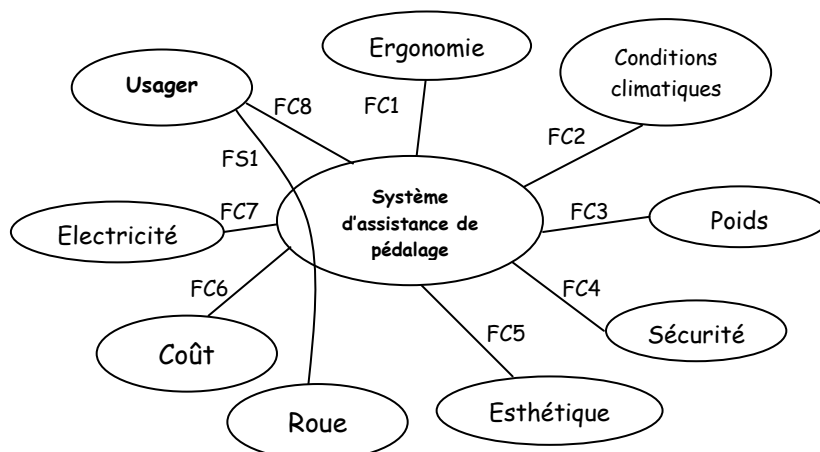 Ergonomie
Conditions
climatiques
Usager
FC8
FC1
FC2
FS1
Système
d'assistance de
pédalage
FC7
FC3
Poids
Electricité
FC6
FC4
Sécurité
FC5
Coût
Esthétique
Roue